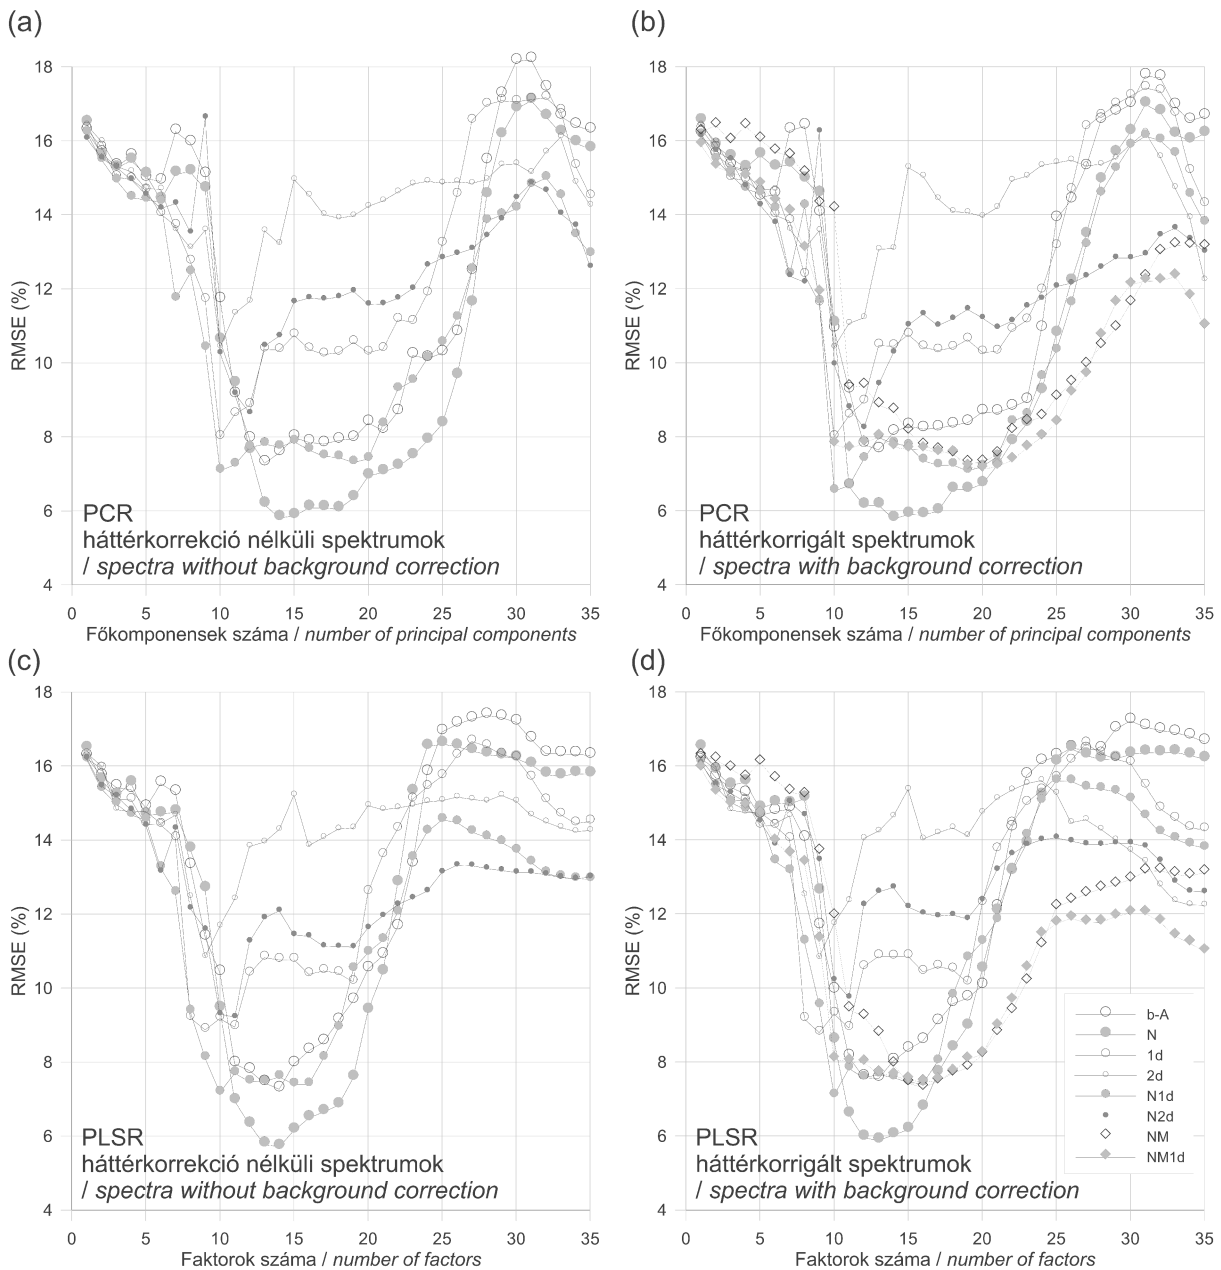 (a)
18
16
14
12
10
8
6
4
RMSE (%)
PCR
háttérkorrekció nélküli spektrumok
/ spectra without background correction
0 5 10 15 20 25 30 35
Főkomponensek száma / number of principal components
(b)
18
16
14
12
10
8
6
4
RMSE (%)
PCR
háttérkorrigált spektrumok
/ spectra with background correction
0 5 10 15 20 25 30 35
Főkomponensek száma / number of principal components
(c)
18
16
14
12
10
8
6
4
RMSE (%)
PLSR
háttérkorrekció nélküli spektrumok
/ spectra without background correction
0 5 10 15 20 25 30 35
Faktorok száma / number of factors
(d)
18
16
14
12
10
8
6
4
RMSE (%)
b-A
N
1d
2d
N1d
N2d
NM
NM1d
PLSR
háttérkorrigált spektrumok
/ spectra with background correction
0 5 10 15 20 25 30 35
Faktorok száma / number of factors